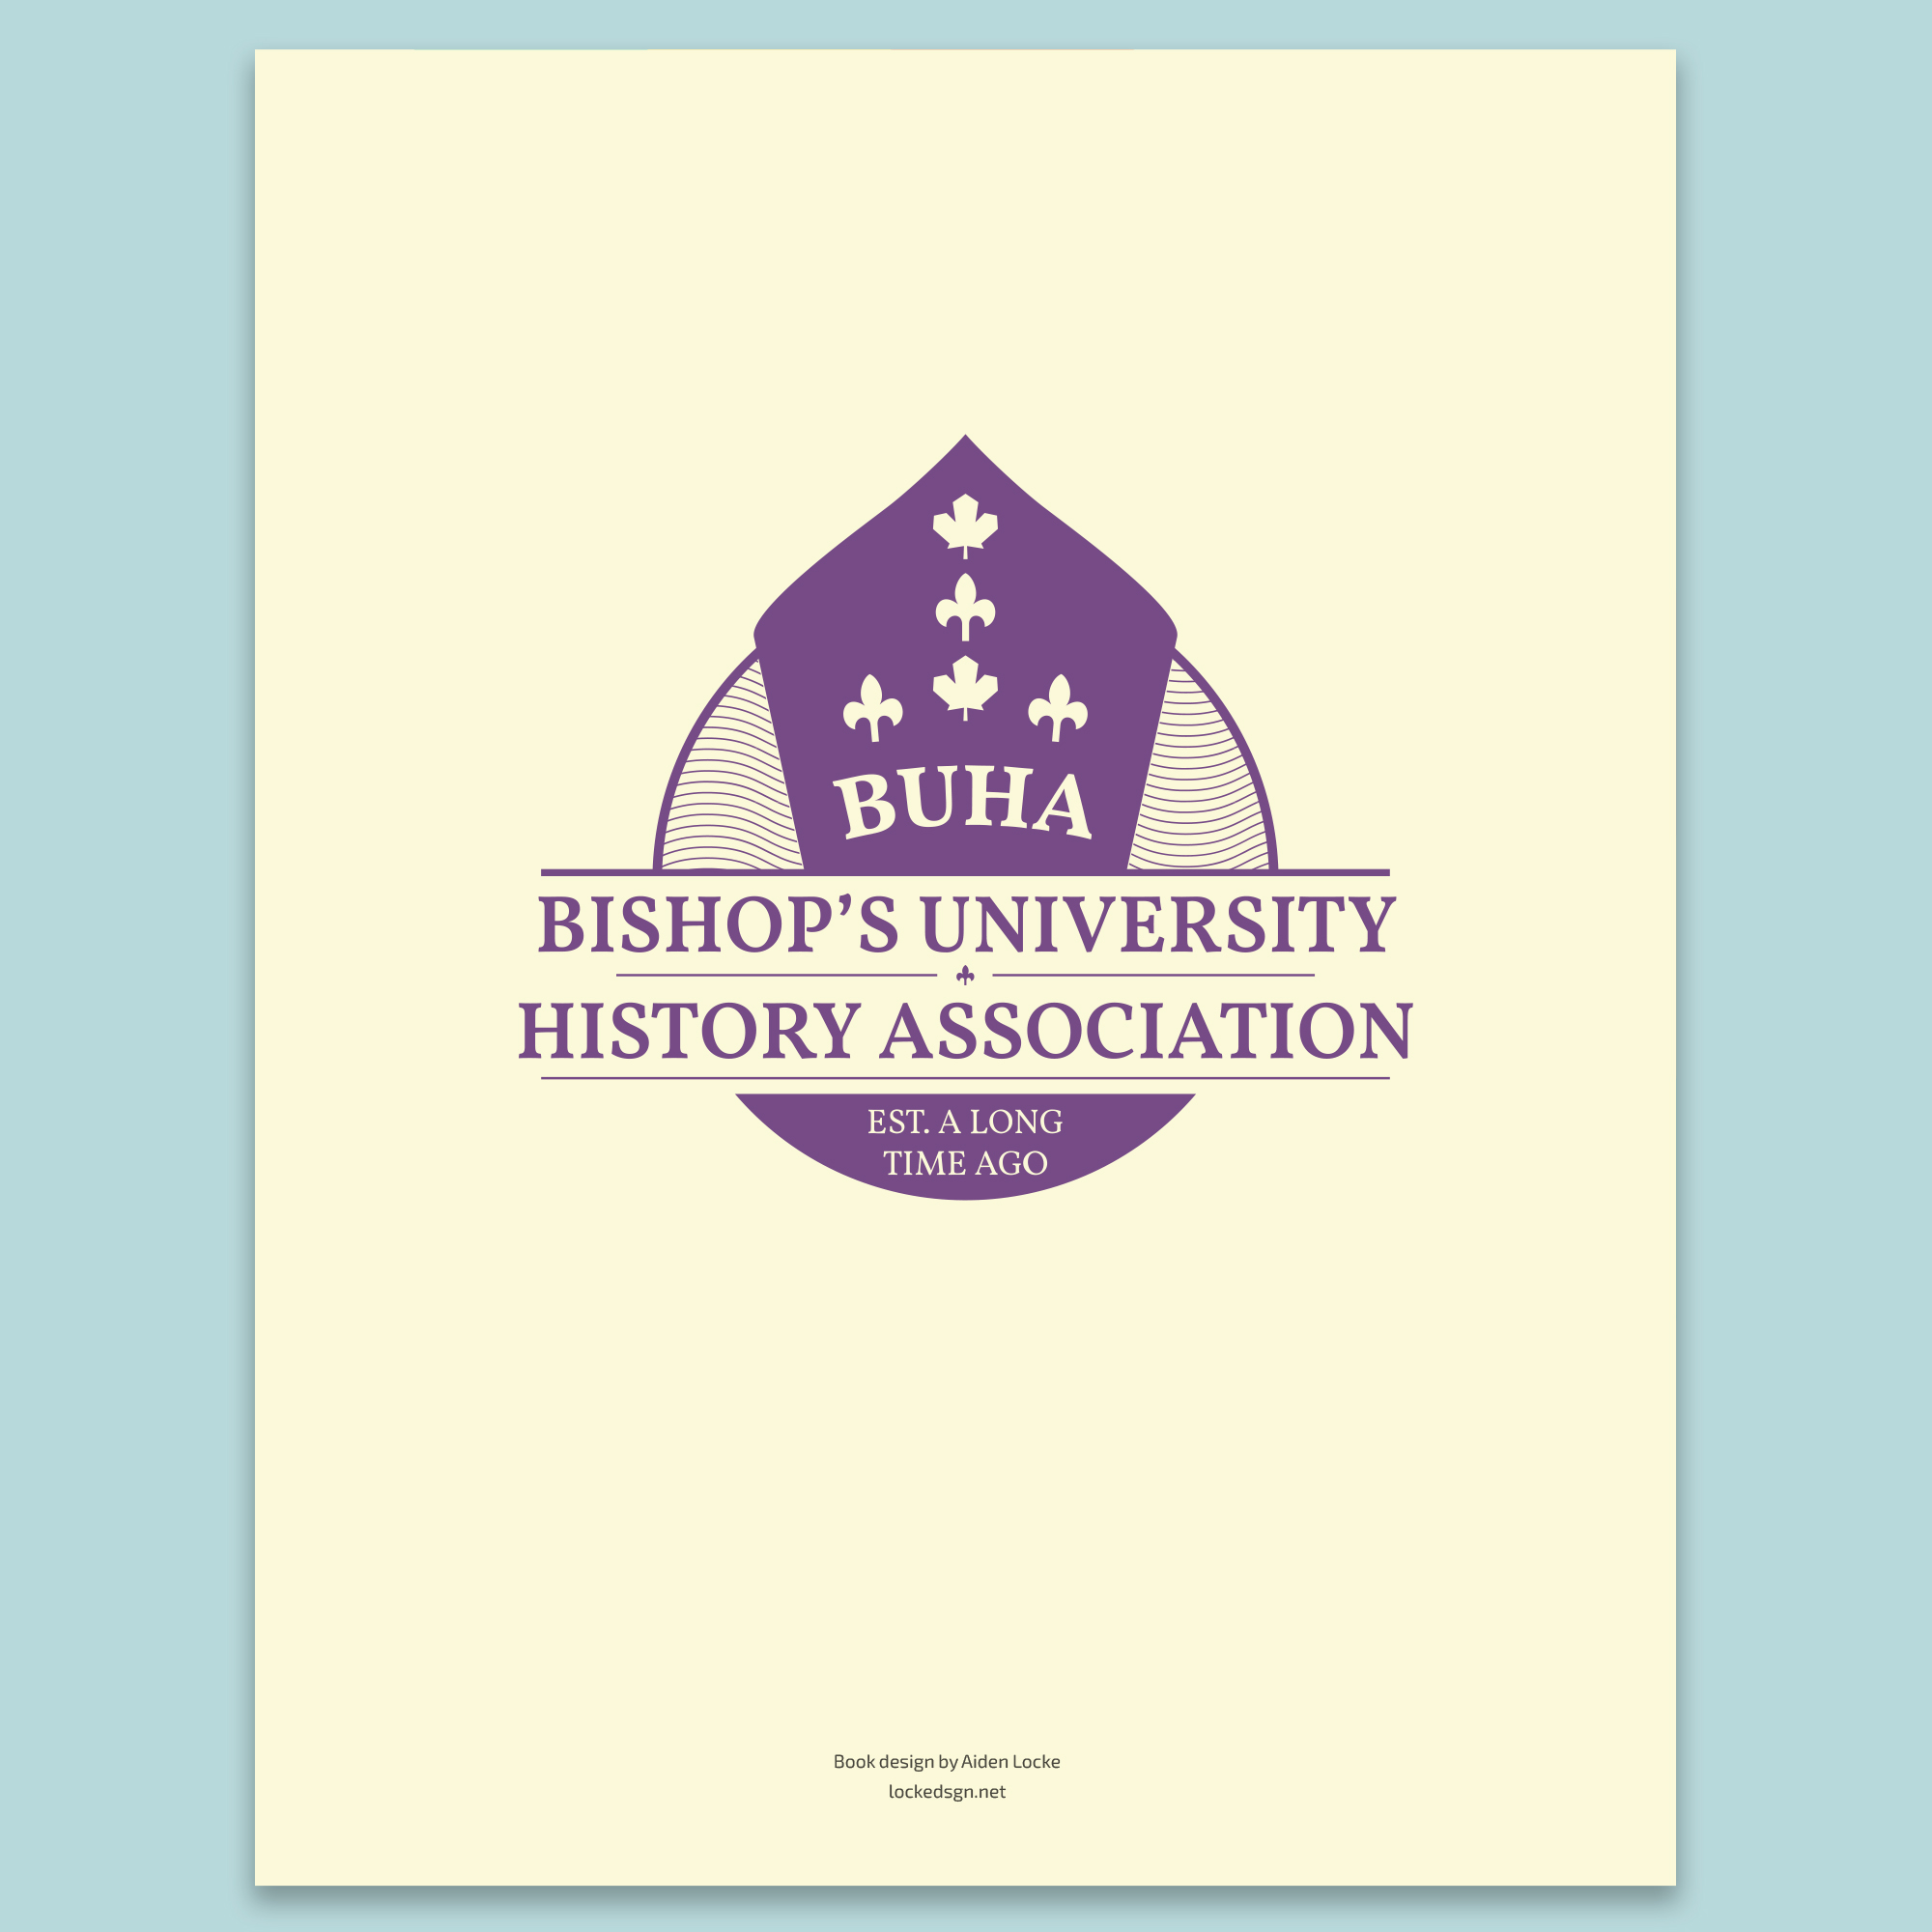 BUHA
BISHOP’S UNIVERSITY
HISTORY ASSOCIATION
EST. A LONG
TIME AGO
Book design by Aiden Locke
lockedsgn.net